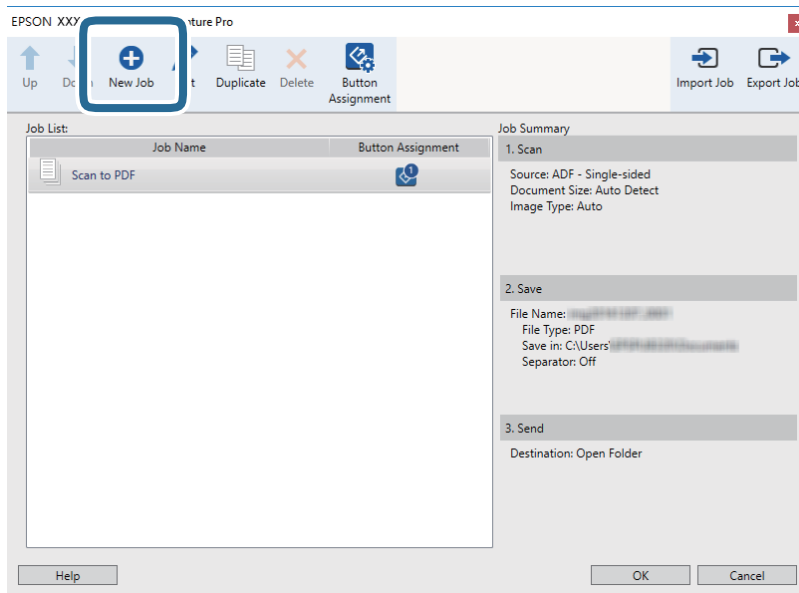 EPSON XXX ture Pro
Up
New Job
Duplicate
Delete
Button
Assignment
Import Job
Export Job
Job List:
Job Name
Button Assignment
Scan to PDF
1
Job Summary
1. Scan
Source: ADF - Single-sided
Document Size: Auto Detect
Image Type: Auto
2. Save
File Name:
File Type: PDF
Save in: C:\Users\
Separator: Off
3. Send
Destination: Open Folder
Help
OK
Cancel